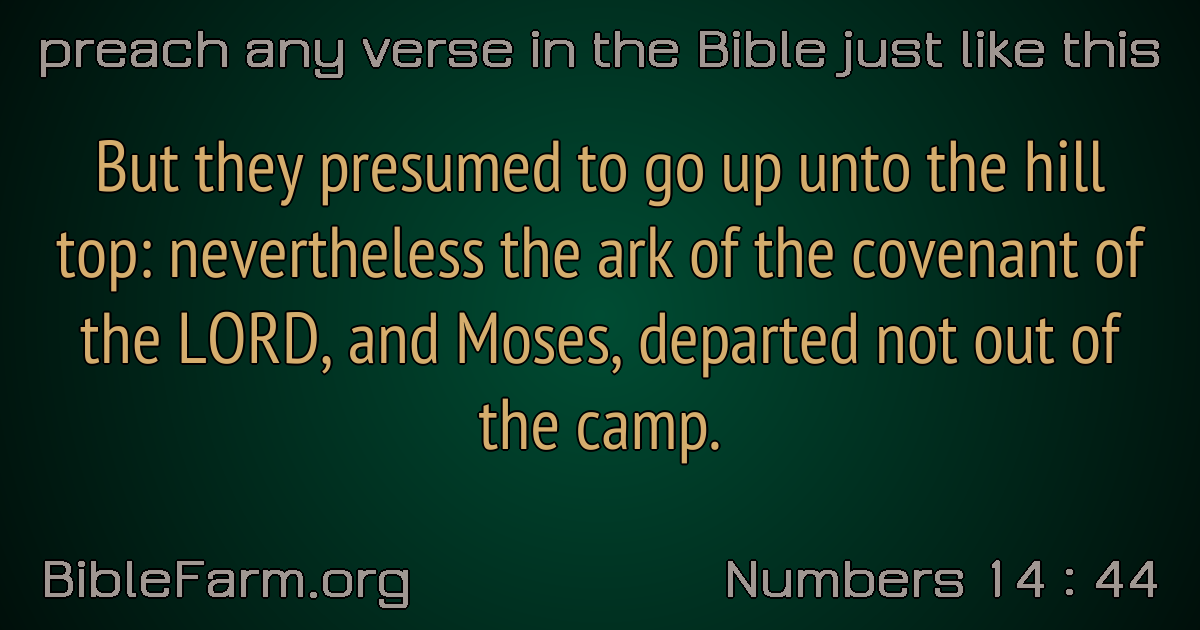 preach any verse in the Bible just like this
But they presumed to go up unto the hill
top: nevertheless the ark of the covenant of
the LORD, and Moses, departed not out of
the camp.
BibleFarm.org
Numbers 14 : 44